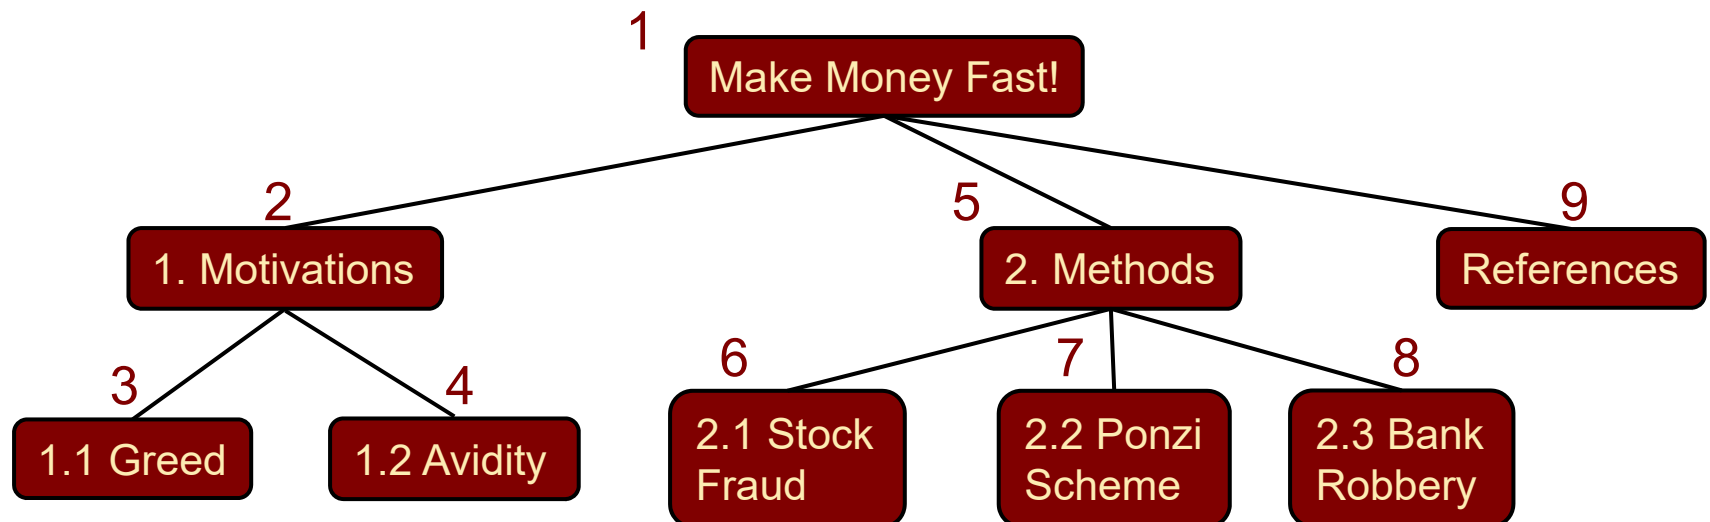 1
Make Money Fast!
2
5
9
1. Motivations
2. Methods
References
3
4
6
7
8
1.1 Greed
1.2 Avidity
2.1 Stock
Fraud
2.2 Ponzi
Scheme
2.3 Bank
Robbery